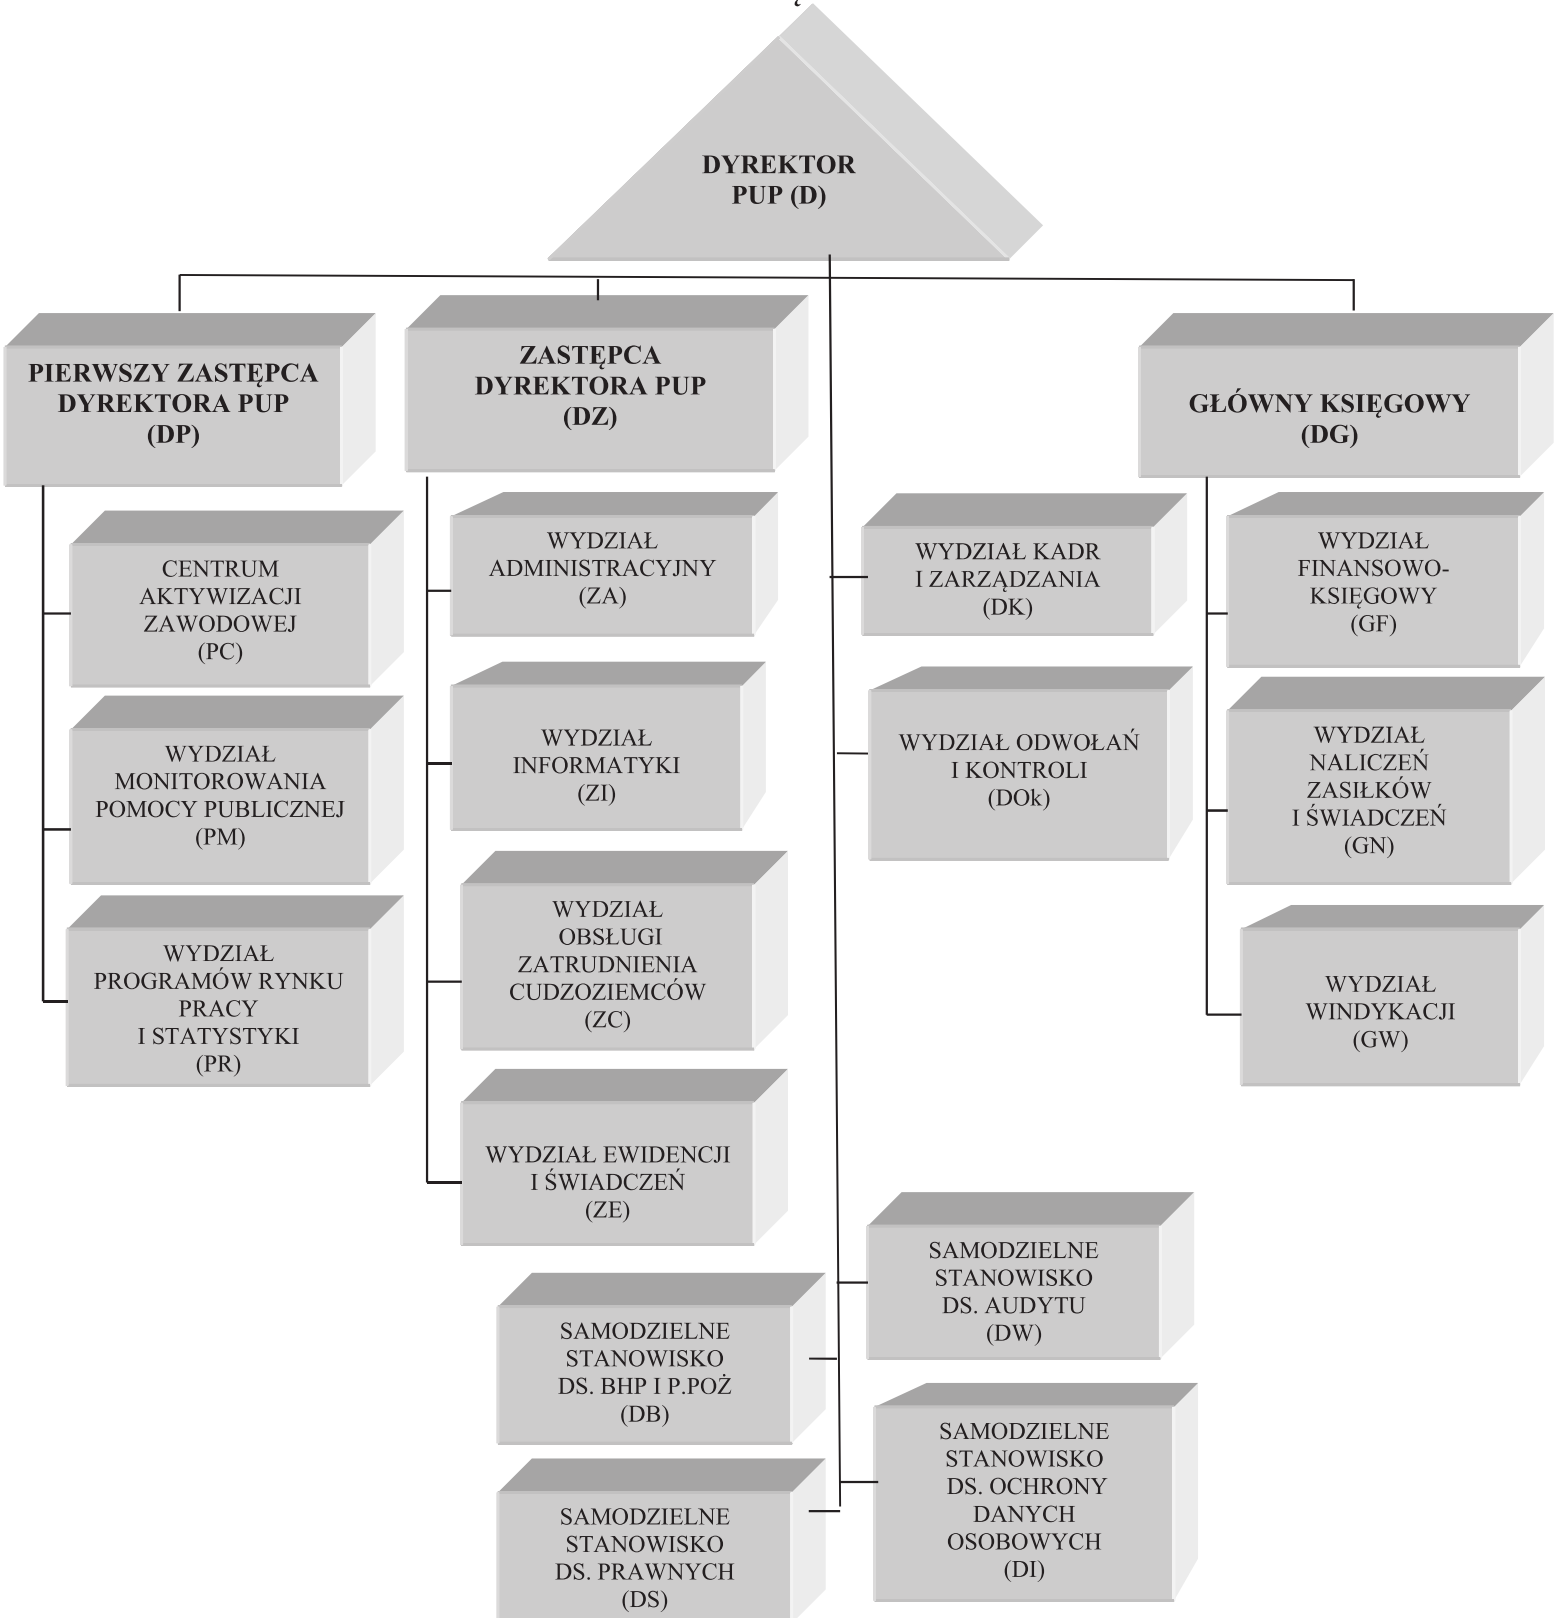 DYREKTOR
PUP (D)
PIERWSZY ZASTĘPCA
DYREKTORA PUP
(DP)
ZASTĘPCA
DYREKTORA PUP
(DZ)
GŁÓWNY KSIĘGOWY
(DG)
CENTRUM
AKTYWIZACJI
ZAWODOWEJ
(PC)
WYDZIAŁ
MONITOROWANIA
POMOCY PUBLICZNEJ
(PM)
WYDZIAŁ
PROGRAMÓW RYNKU
PRACY
I STATYSTYKI
(PR)
WYDZIAŁ
ADMINISTRACYJNY
(ZA)
WYDZIAŁ
INFORMATYKI
(ZI)
WYDZIAŁ
OBSŁUGI
ZATRUDNIENIA
CUDZOZIEMCÓW
(ZC)
WYDZIAŁ EWIDENCJI
I ŚWIADCZEŃ
(ZE)
WYDZIAŁ KADR
I ZARZĄDZANIA
(DK)
WYDZIAŁ ODWOŁAŃ
I KONTROLI
(DOk)
WYDZIAŁ
FINANSOWO-
KSIĘGOWY
(GF)
WYDZIAŁ
NALICZEŃ
ZASIŁKÓW
I ŚWIADCZEŃ
(GN)
WYDZIAŁ
WINDYKACJI
(GW)
SAMODZIELNE
STANOWISKO
DS. AUDYTU
(DW)
SAMODZIELNE
STANOWISKO
DS. BHP I P.POŻ
(DB)
SAMODZIELNE
STANOWISKO
DS. OCHRONY
DANYCH
OSOBOWYCH
(DI)
SAMODZIELNE
STANOWISKO
DS. PRAWNYCH
(DS)